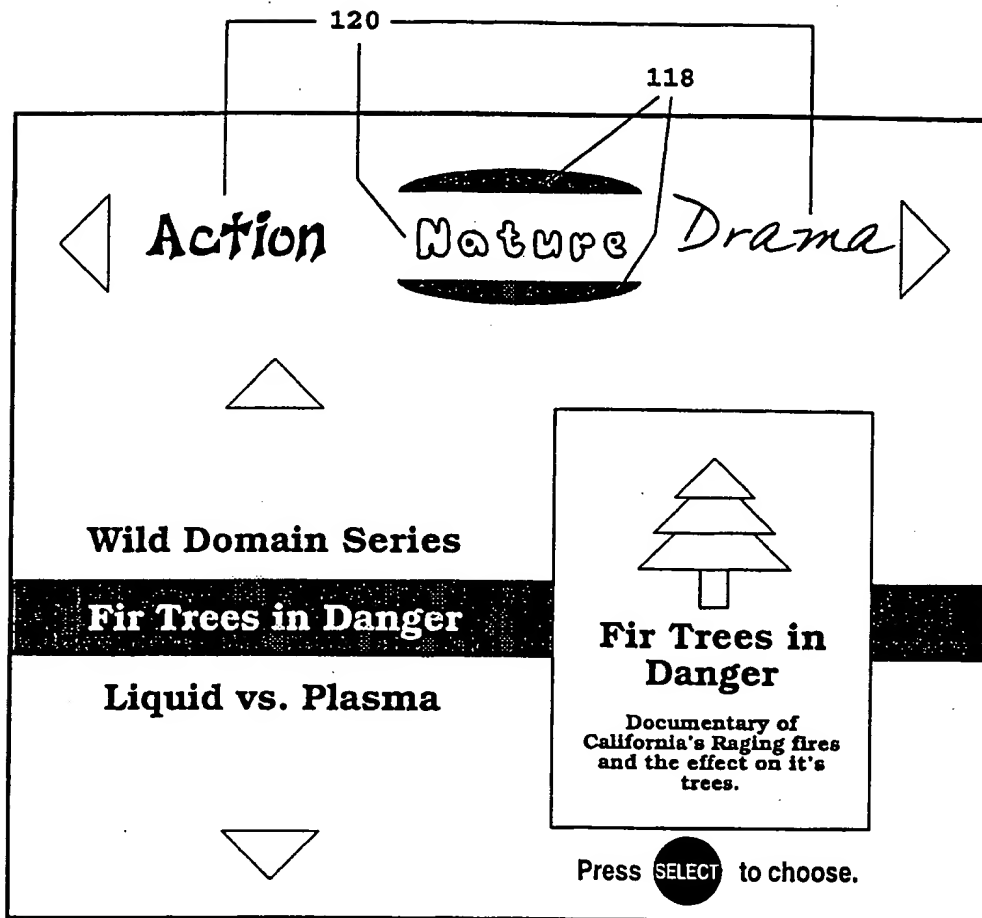 120
118
Action Nature Drama
Wild Domain Series
Fir Trees in Danger
Liquid vs. Plasma
Fir Trees in
Danger
Documentary of
California's Raging fires
and the effect on it's
trees.
Press SELECT to choose.